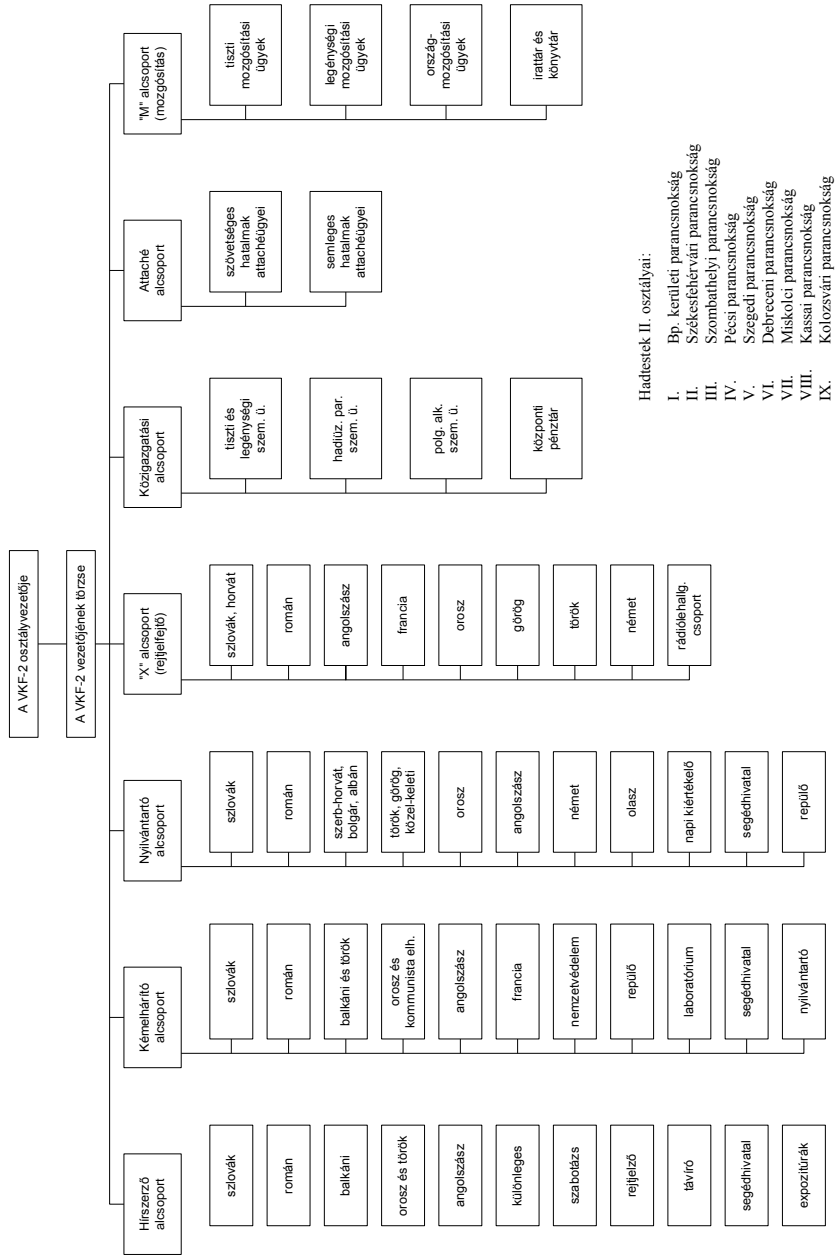 A VKF-2 osztályvezetője
A VKF-2 vezetőjének törzse
Hírszerző
alcsoport
szlovák
román
balkáni
orosz és török
angolszász
különleges
szabotázs
rejtjelző
távíró
segédhivatal
expozitúrák
Kémelhárító
alcsoport
szlovák
román
balkáni és török
orosz és
kommunista elh.
angolszász
francia
nemzetvédelem
repülő
laboratórium
segédhivatal
nyilvántartó
Nyilvántartó
alcsoport
szlovák
román
szerb-horvát,
bolgár, albán
török, görög,
közel-keleti
orosz
angolszász
német
olasz
napi kiértékelő
segédhivatal
repülő
"X" alcsoport
(rejtjelfejtő)
szlovák, horvát
román
angolszász
francia
orosz
görög
török
német
rádiólehallg.
csoport
Közigazgatási
alcsoport
tiszti és
legénységi
szem. ü.
hadiüz. par.
szem. ü.
polg. alk.
szem. ü.
központi
pénztár
Attaché
alcsoport
szövetséges
hatalmak
attachéügyei
semleges
hatalmak
attachéügyei
"M" alcsoport
(mozgósítás)
tiszti
mozgósítási
ügyek
legénységi
mozgósítási
ügyek
ország-
mozgósítási
ügyek
irattár és
könyvtár
Hadtestek II. osztályai:
I. Bp. kerületi parancsnokság
II. Székesfehérvári parancsnokság
III. Szombathelyi parancsnokság
IV. Pécsi parancsnokság
V. Szegedi parancsnokság
VI. Debreceni parancsnokság
VII. Miskolci parancsnokság
VIII. Kassai parancsnokság
IX. Kolozsvári parancsnokság